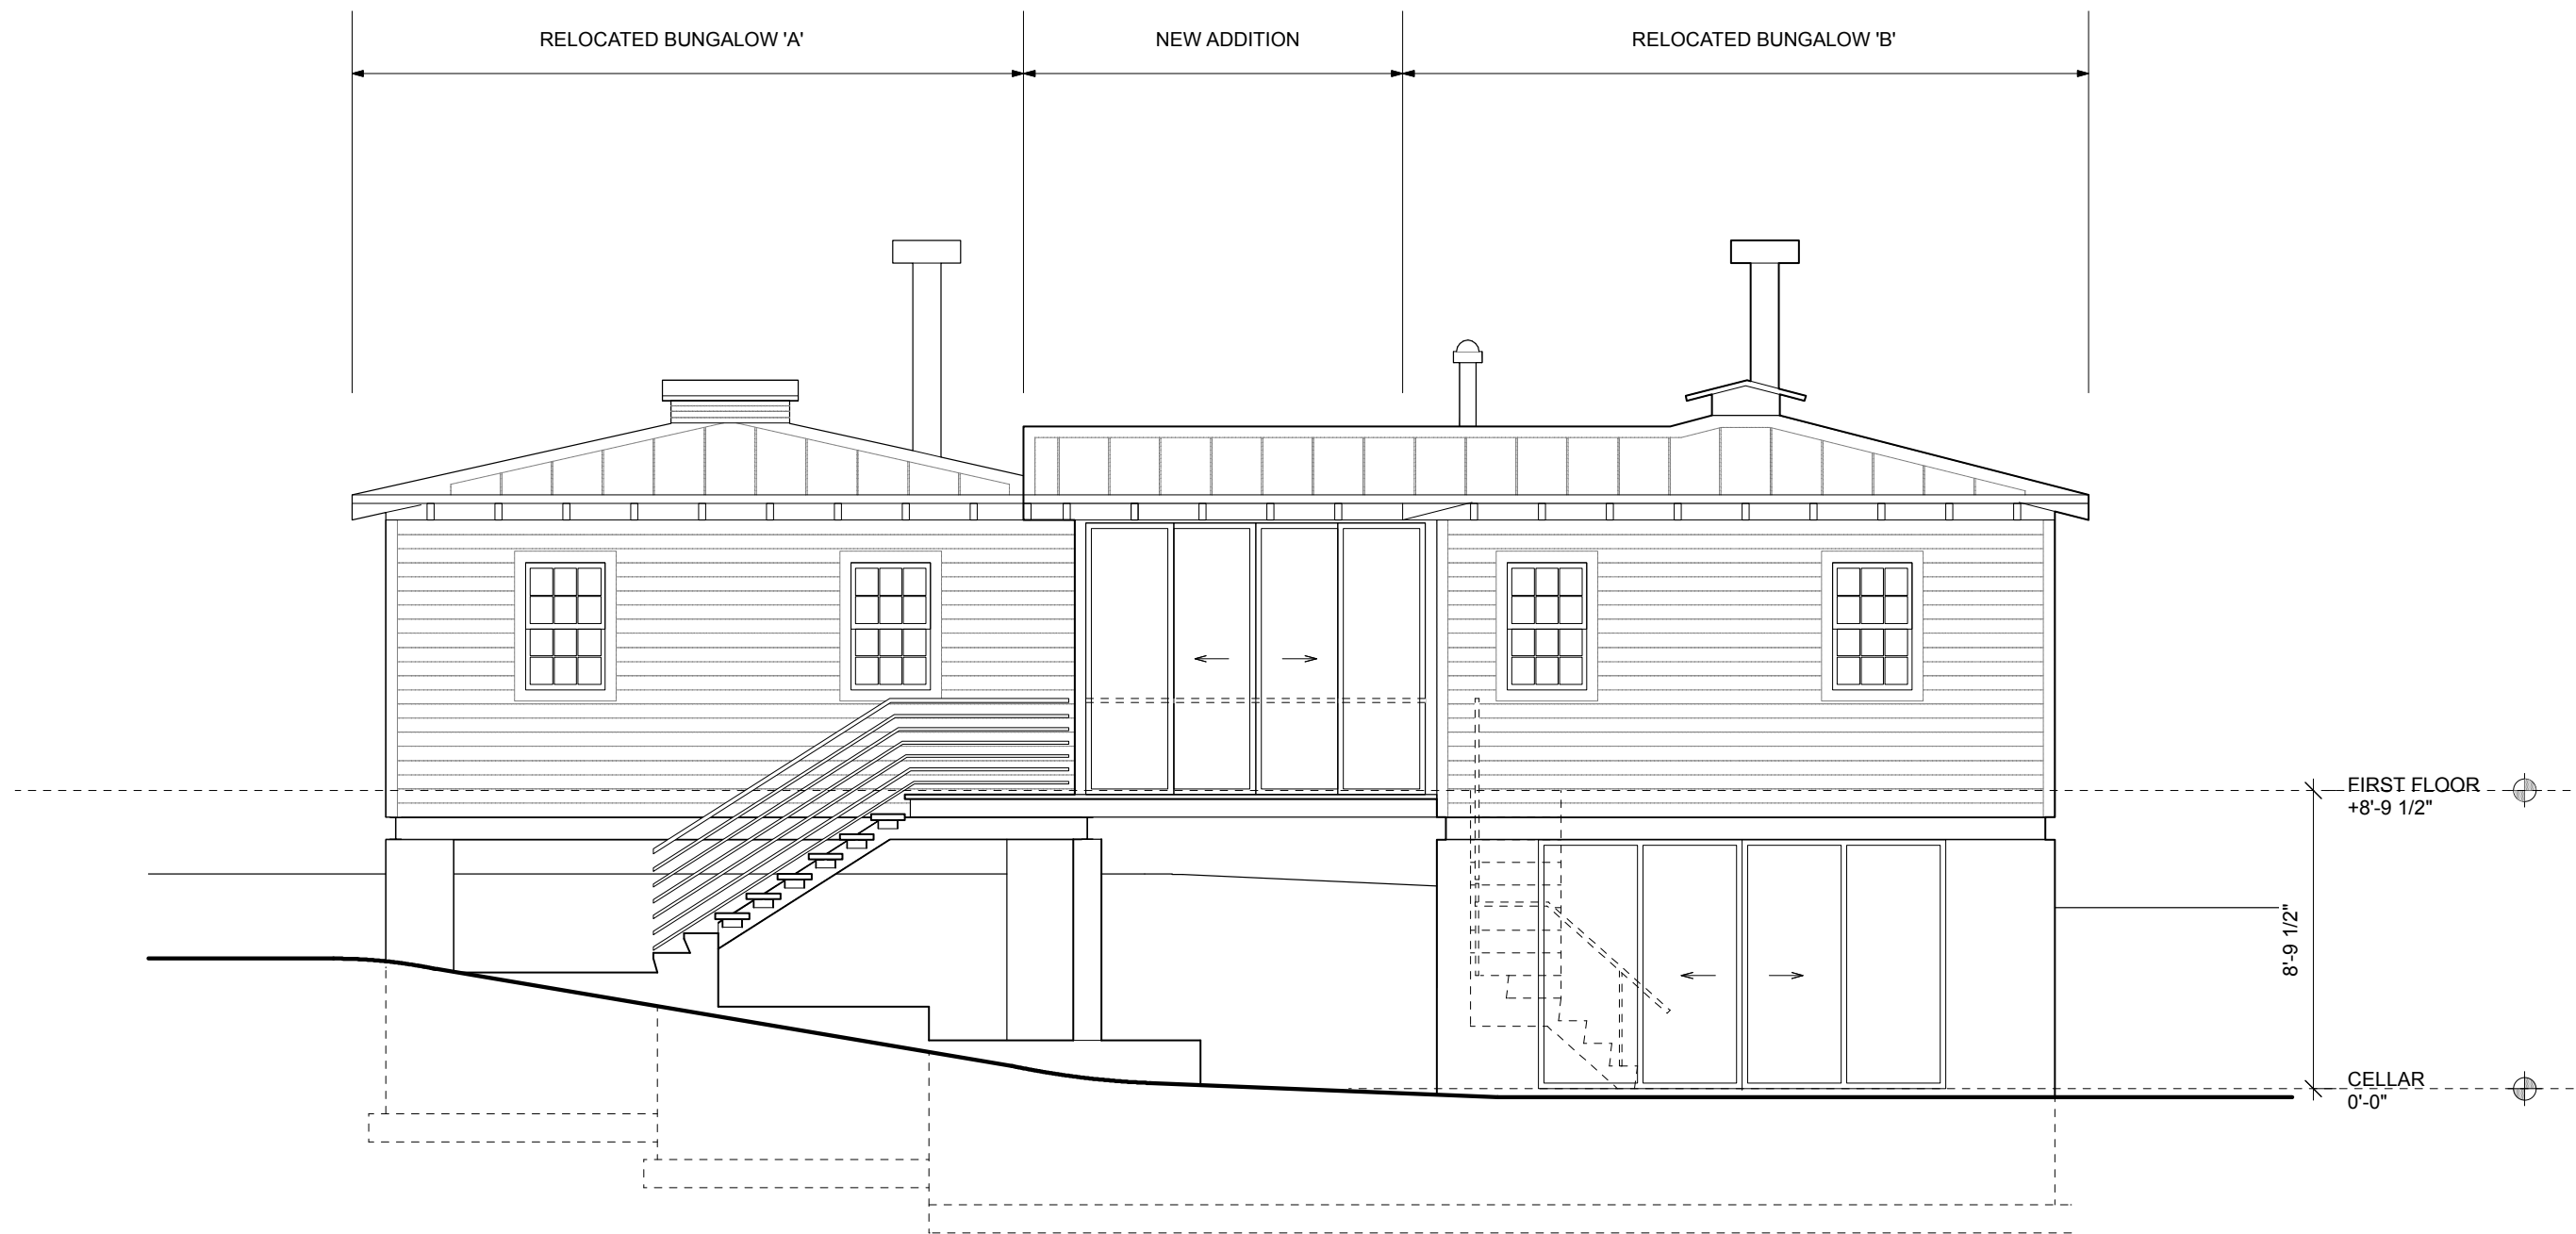 RELOCATED BUNGALOW 'A'
NEW ADDITION
RELOCATED BUNGALOW 'B'
FIRST FLOOR
+8'-9 1/2"
8'-9 1/2"
CELLAR
0'-0"